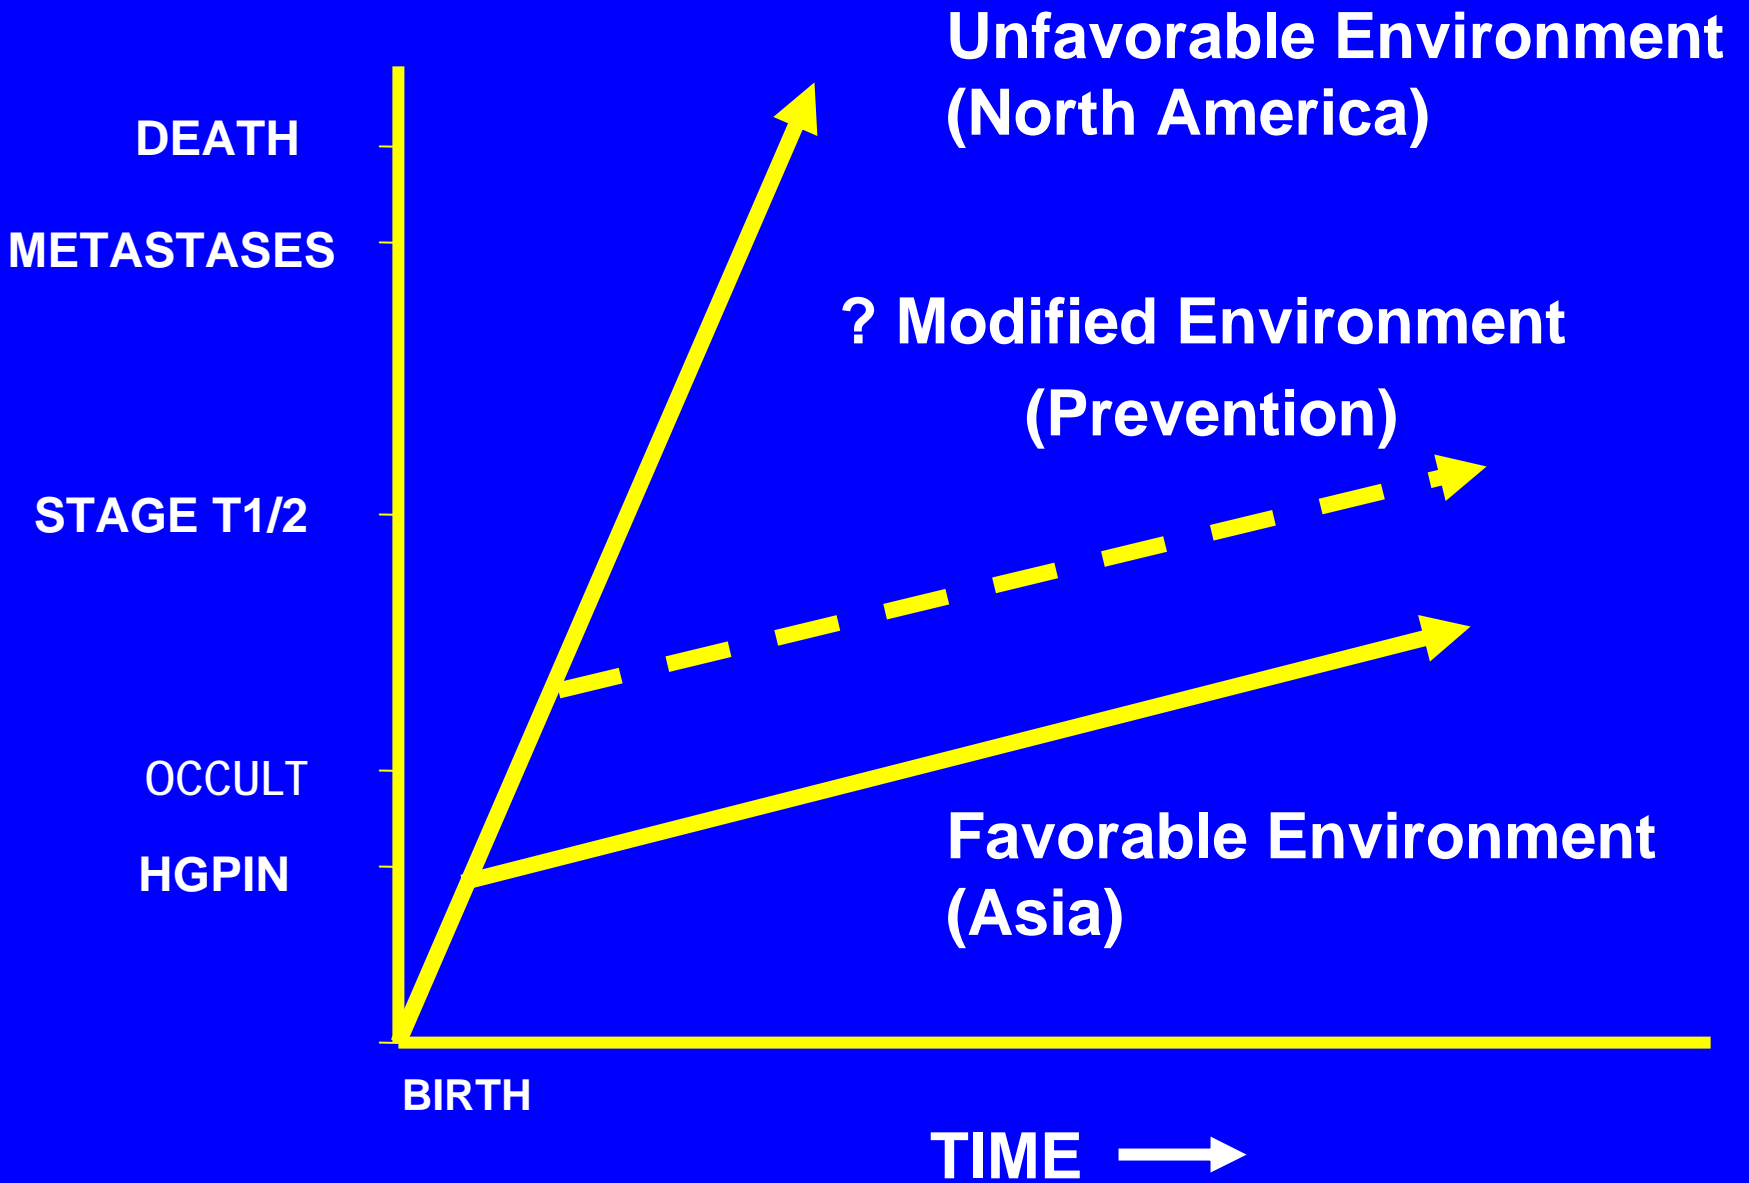 Unfavorable Environment
(North America)
DEATH
METASTASES
? Modified Environment
(Prevention)
STAGE T1/2
OCCULT
Favorable Environment
(Asia)
HGPIN
BIRTH
TIME